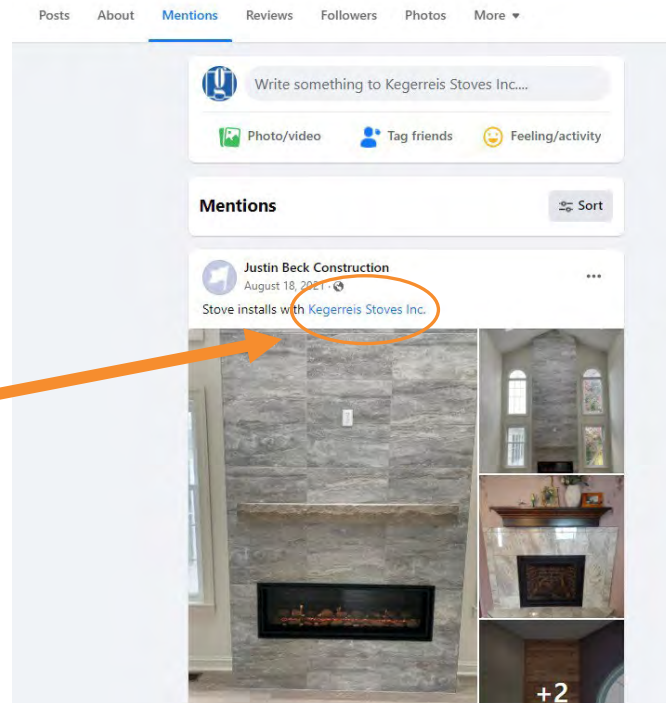 Posts About Mentions Reviews Followers Photos More
Write something to Kegerreis Stoves Inc....
Photo/video Tag friends Feeling/activity
Mentions Sort
Justin Beck Construction
August 18, 2021
Stove installs with Kegerreis Stoves Inc.
+2